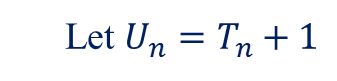 Let Uₙ = Tₙ + 1